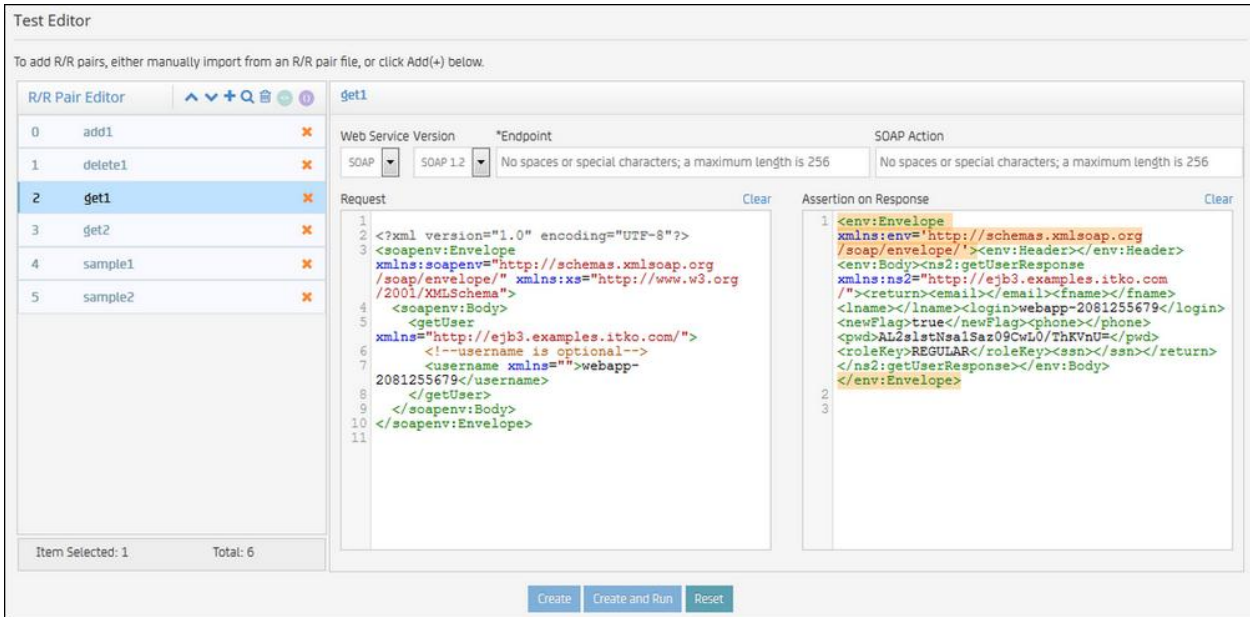 Test Editor
To add R/R pairs, either manually import from an R/R pair file, or click Add(+) below.
R/R Pair Editor
0 add1
1 delete1
2 get1
3 get2
4 sample1
5 sample2
Item Selected: 1 Total: 6
get1
Web Service Version *Endpoint SOAP Action
SOAP SOAP 1.2 No spaces or special characters; a maximum length is 256 No spaces or special characters; a maximum length is 256
Request Clear
1
2 <?xml version="1.0" encoding="UTF-8"?>
3 <soapenv:Envelope
xmlns:soapenv="http://schemas.xmlsoap.org
/soap/envelope/" xmlns:xs="http://www.w3.org
/2001/XMLSchema">
4 <soapenv:Body>
5 <getUser
xmlns="http://ejb3.examples.itko.com/">
6 <!--username is optional-->
7 <username xmlns="">webapp-
2081255679</username>
8 </getUser>
9 </soapenv:Body>
10 </soapenv:Envelope>
11
Assertion on Response Clear
1 <env:Envelope
xmlns:env='http://schemas.xmlsoap.org
/soap/envelope/'><env:Header></env:Header>
<env:Body><ns2:getUserResponse
xmlns:ns2="http://ejb3.examples.itko.com
/"><return><email></email><fname></fname>
<lname></lname><login>webapp-2081255679</login>
<newFlag>true</newFlag><phone></phone>
<pwd>AL2slstNsa1Saz09CwL0/ThKVnU=</pwd>
<roleKey>REGULAR</roleKey><ssn></ssn></return>
</ns2:getUserResponse></env:Body>
</env:Envelope>
2
3
Create Create and Run Reset